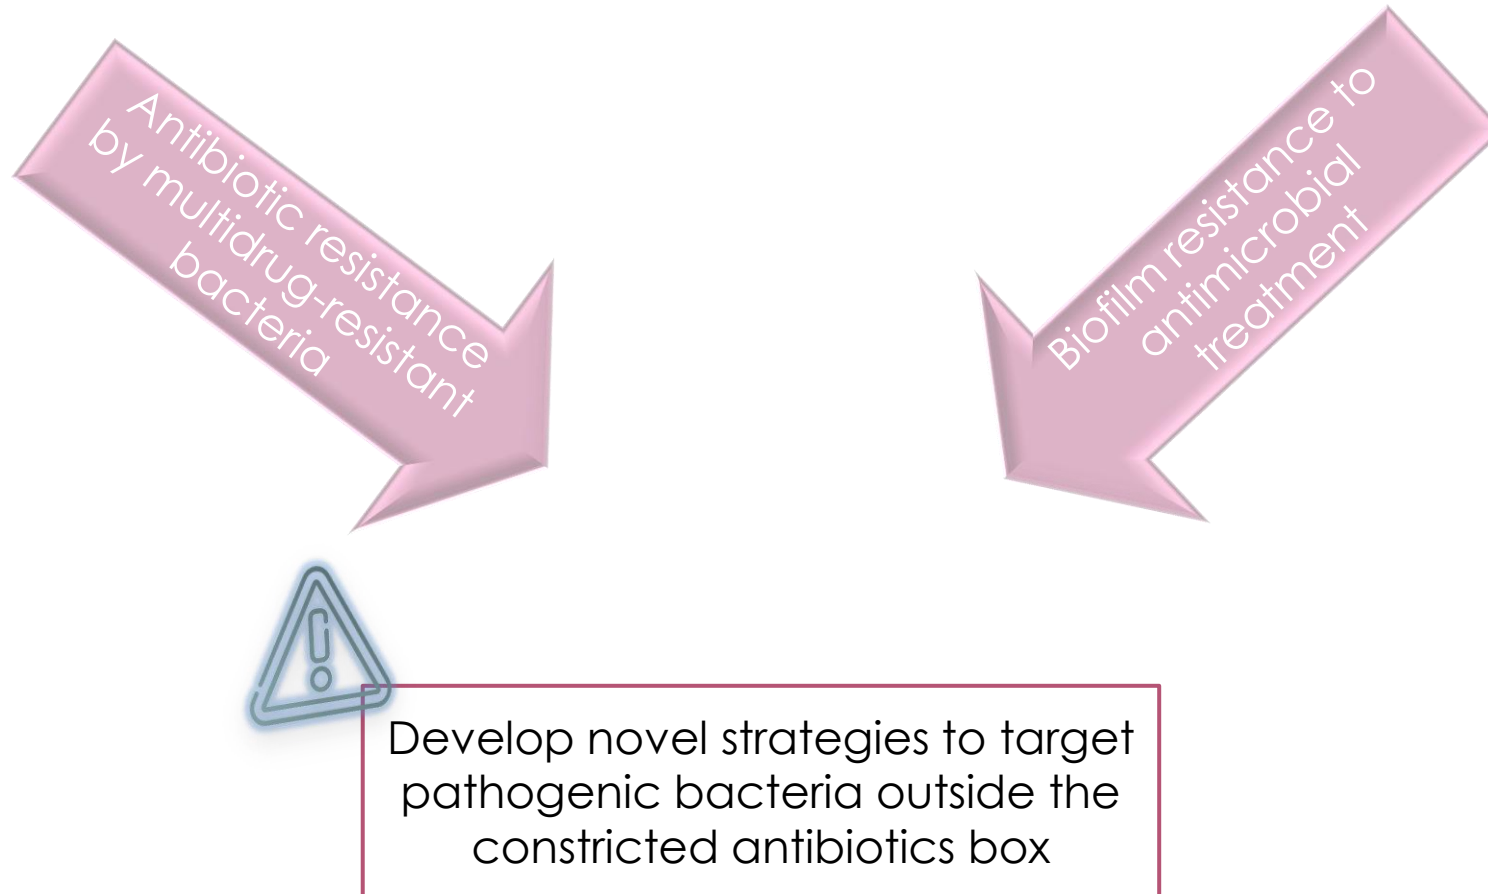 Antibiotic resistance
by multidrug-resistant
bacteria
Biofilm resistance to
antimicrobial
treatment
Develop novel strategies to target
pathogenic bacteria outside the
constricted antibiotics box